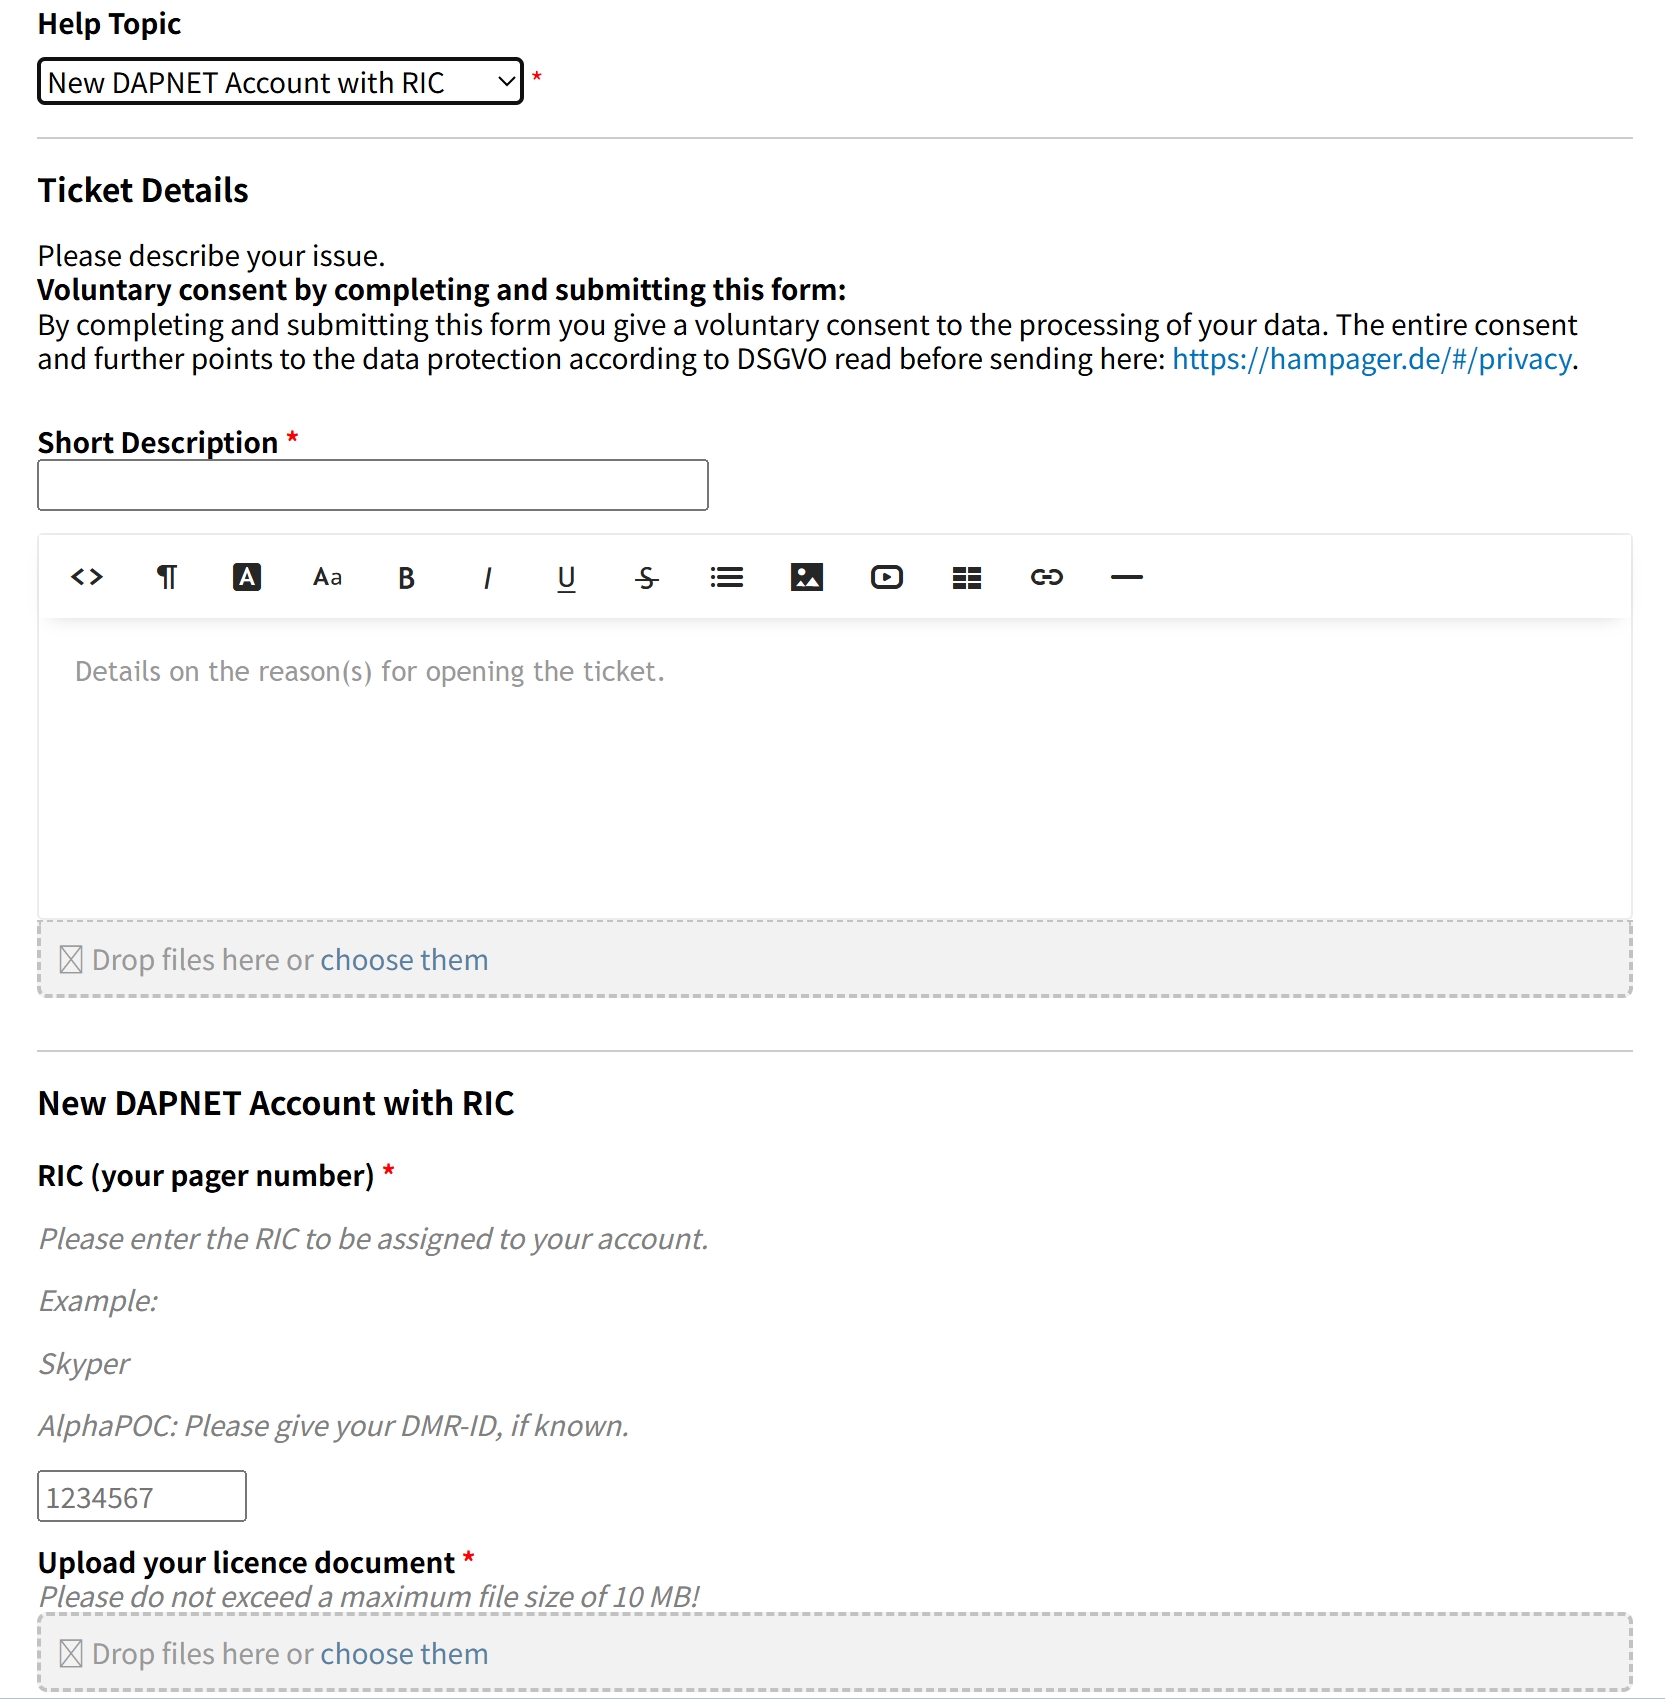 Help Topic
New DAPNET Account with RIC *
Ticket Details
Please describe your issue.
Voluntary consent by completing and submitting this form:
By completing and submitting this form you give a voluntary consent to the processing of your data. The entire consent
and further points to the data protection according to DSGVO read before sending here: https://hampager.de/#/privacy.
Short Description *
<> ¶ A Aa B I U S
Details on the reason(s) for opening the ticket.
Drop files here or choose them
New DAPNET Account with RIC
RIC (your pager number) *
Please enter the RIC to be assigned to your account.
Example:
Skyper
AlphaPOC: Please give your DMR-ID, if known.
1234567
Upload your licence document *
Please do not exceed a maximum file size of 10 MB!
Drop files here or choose them